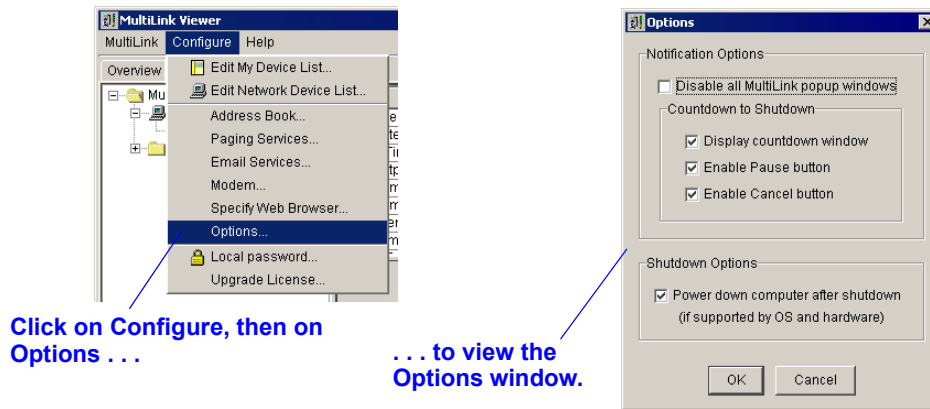 MultiLink Viewer
MultiLink Configure Help
Overview
Edit My Device List...
Mu
Edit Network Device List...
Address Book...
Paging Services...
Email Services...
Modem...
Specify Web Browser...
Options...
Local password...
Upgrade License...
Click on Configure, then on
Options . . .
Options
Notification Options
Disable all MultiLink popup windows
Countdown to Shutdown
Display countdown window
Enable Pause button
Enable Cancel button
Shutdown Options
Power down computer after shutdown
(if supported by OS and hardware)
OK Cancel
. . . to view the
Options window.